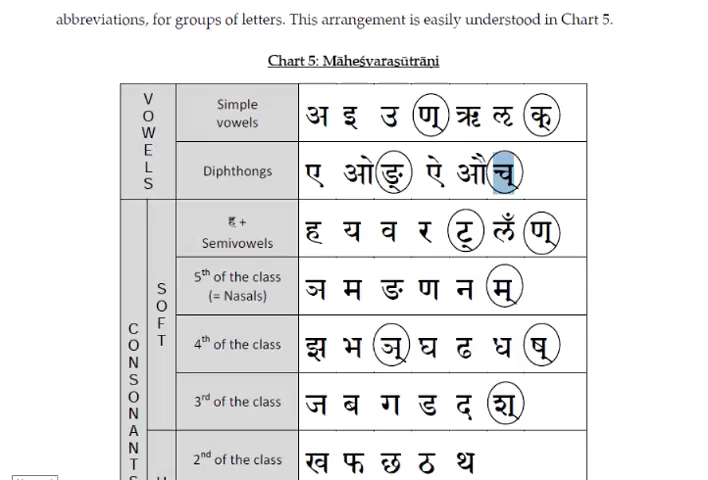 abbreviations, for groups of letters. This arrangement is easily understood in Chart 5.
Chart 5: Māheśvarasūtrāṇi
VOWELS
Simple vowels
अ इ उ ण् ऋ ऌ क्
Diphthongs
ए ओ ङ् ऐ औ च्
CONSONANTS
SOFT
ह +
Semivowels
ह य व र ट् लँ ण्
5th of the class
(= Nasals)
ञ म ङ ण न म्
4th of the class
झ भ ञ् घ ढ ध ष्
3rd of the class
ज ब ग ड द श्
2nd of the class
ख फ छ ठ थ